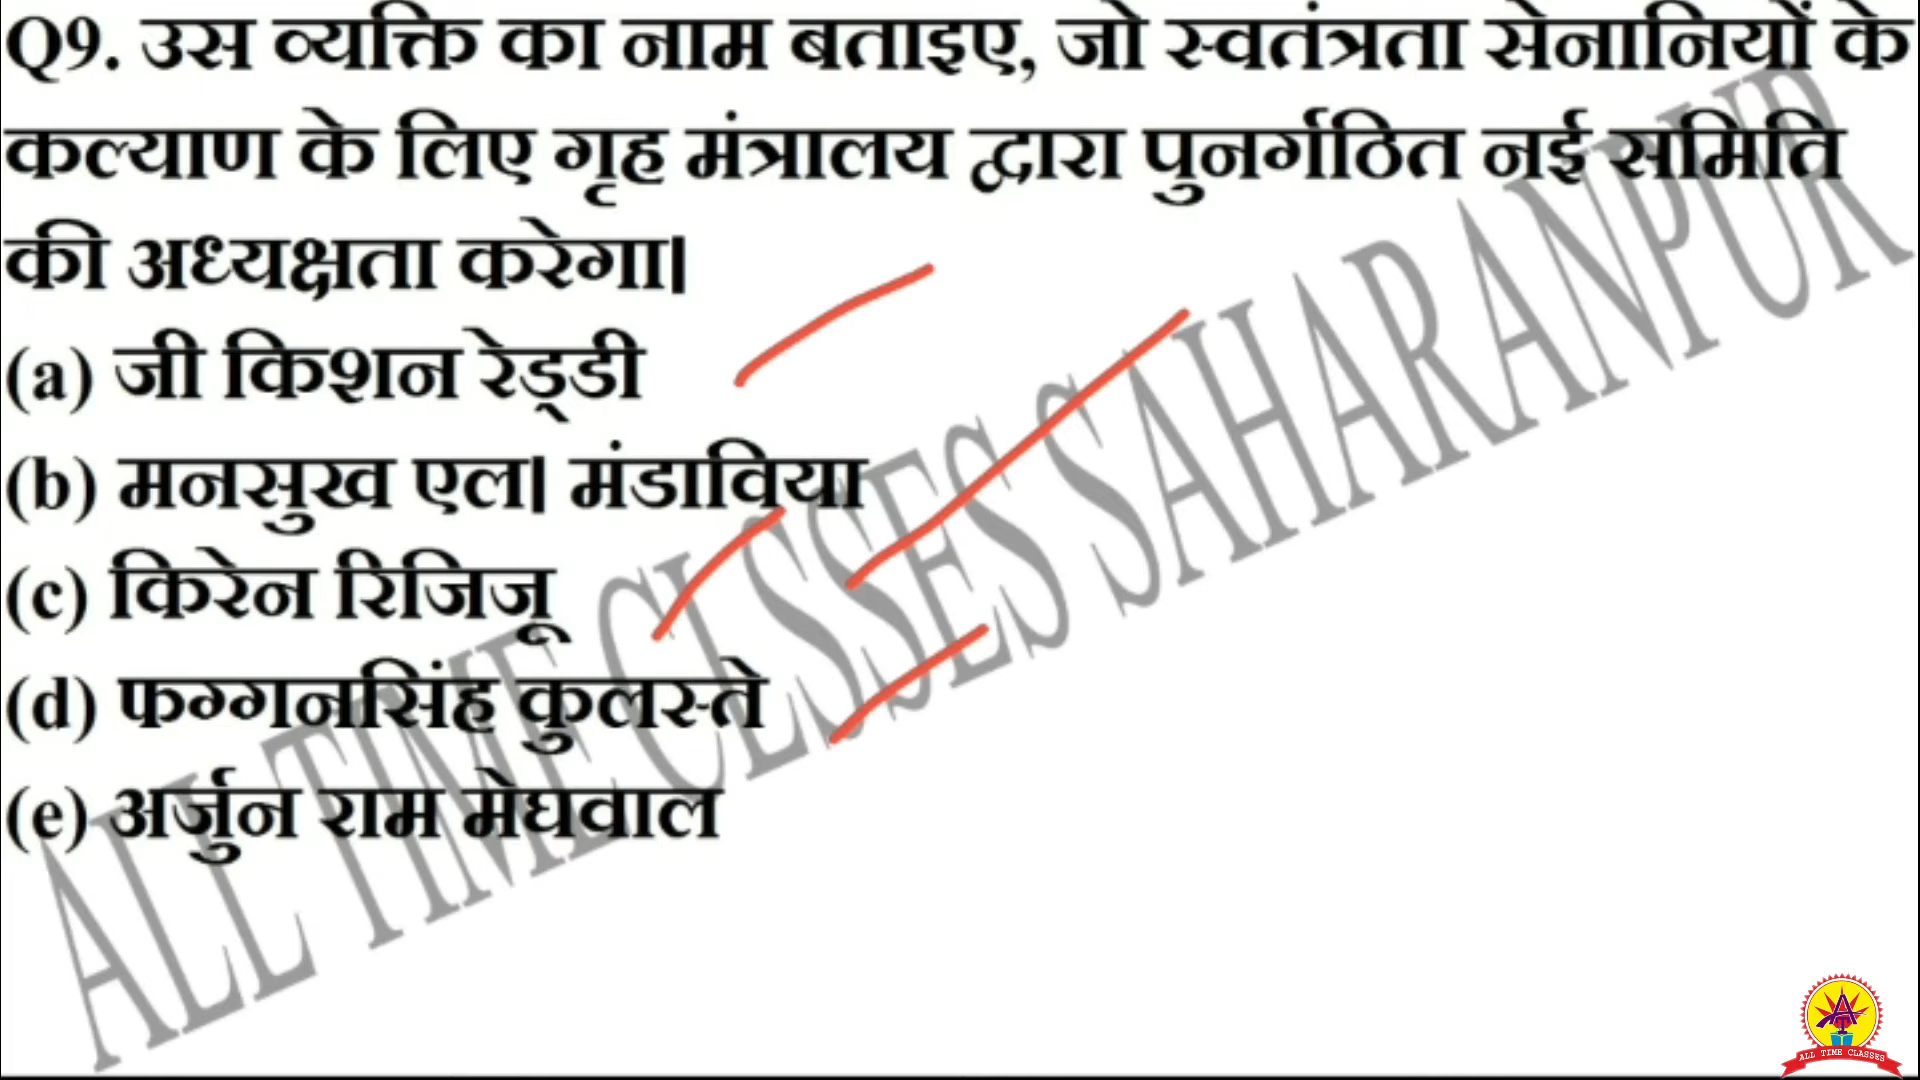 Q9. उस व्यक्ति का नाम बताइए, जो स्वतंत्रता सेनानियों के
कल्याण के लिए गृह मंत्रालय द्वारा पुनर्गठित नई समिति
की अध्यक्षता करेगा।
(a) जी किशन रेड्डी
(b) मनसुख एल। मंडाविया
(c) किरेन रिजिजू
(d) फग्गनसिंह कुलस्ते
(e) अर्जुन राम मेघवाल
ALL TIME CLSSES SAHARANPUR
ALL TIME CLASSES